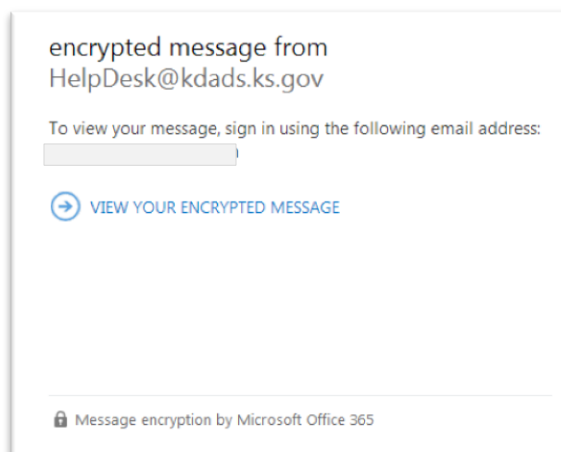 encrypted message from
HelpDesk@kdads.ks.gov
To view your message, sign in using the following email address:
VIEW YOUR ENCRYPTED MESSAGE
Message encryption by Microsoft Office 365